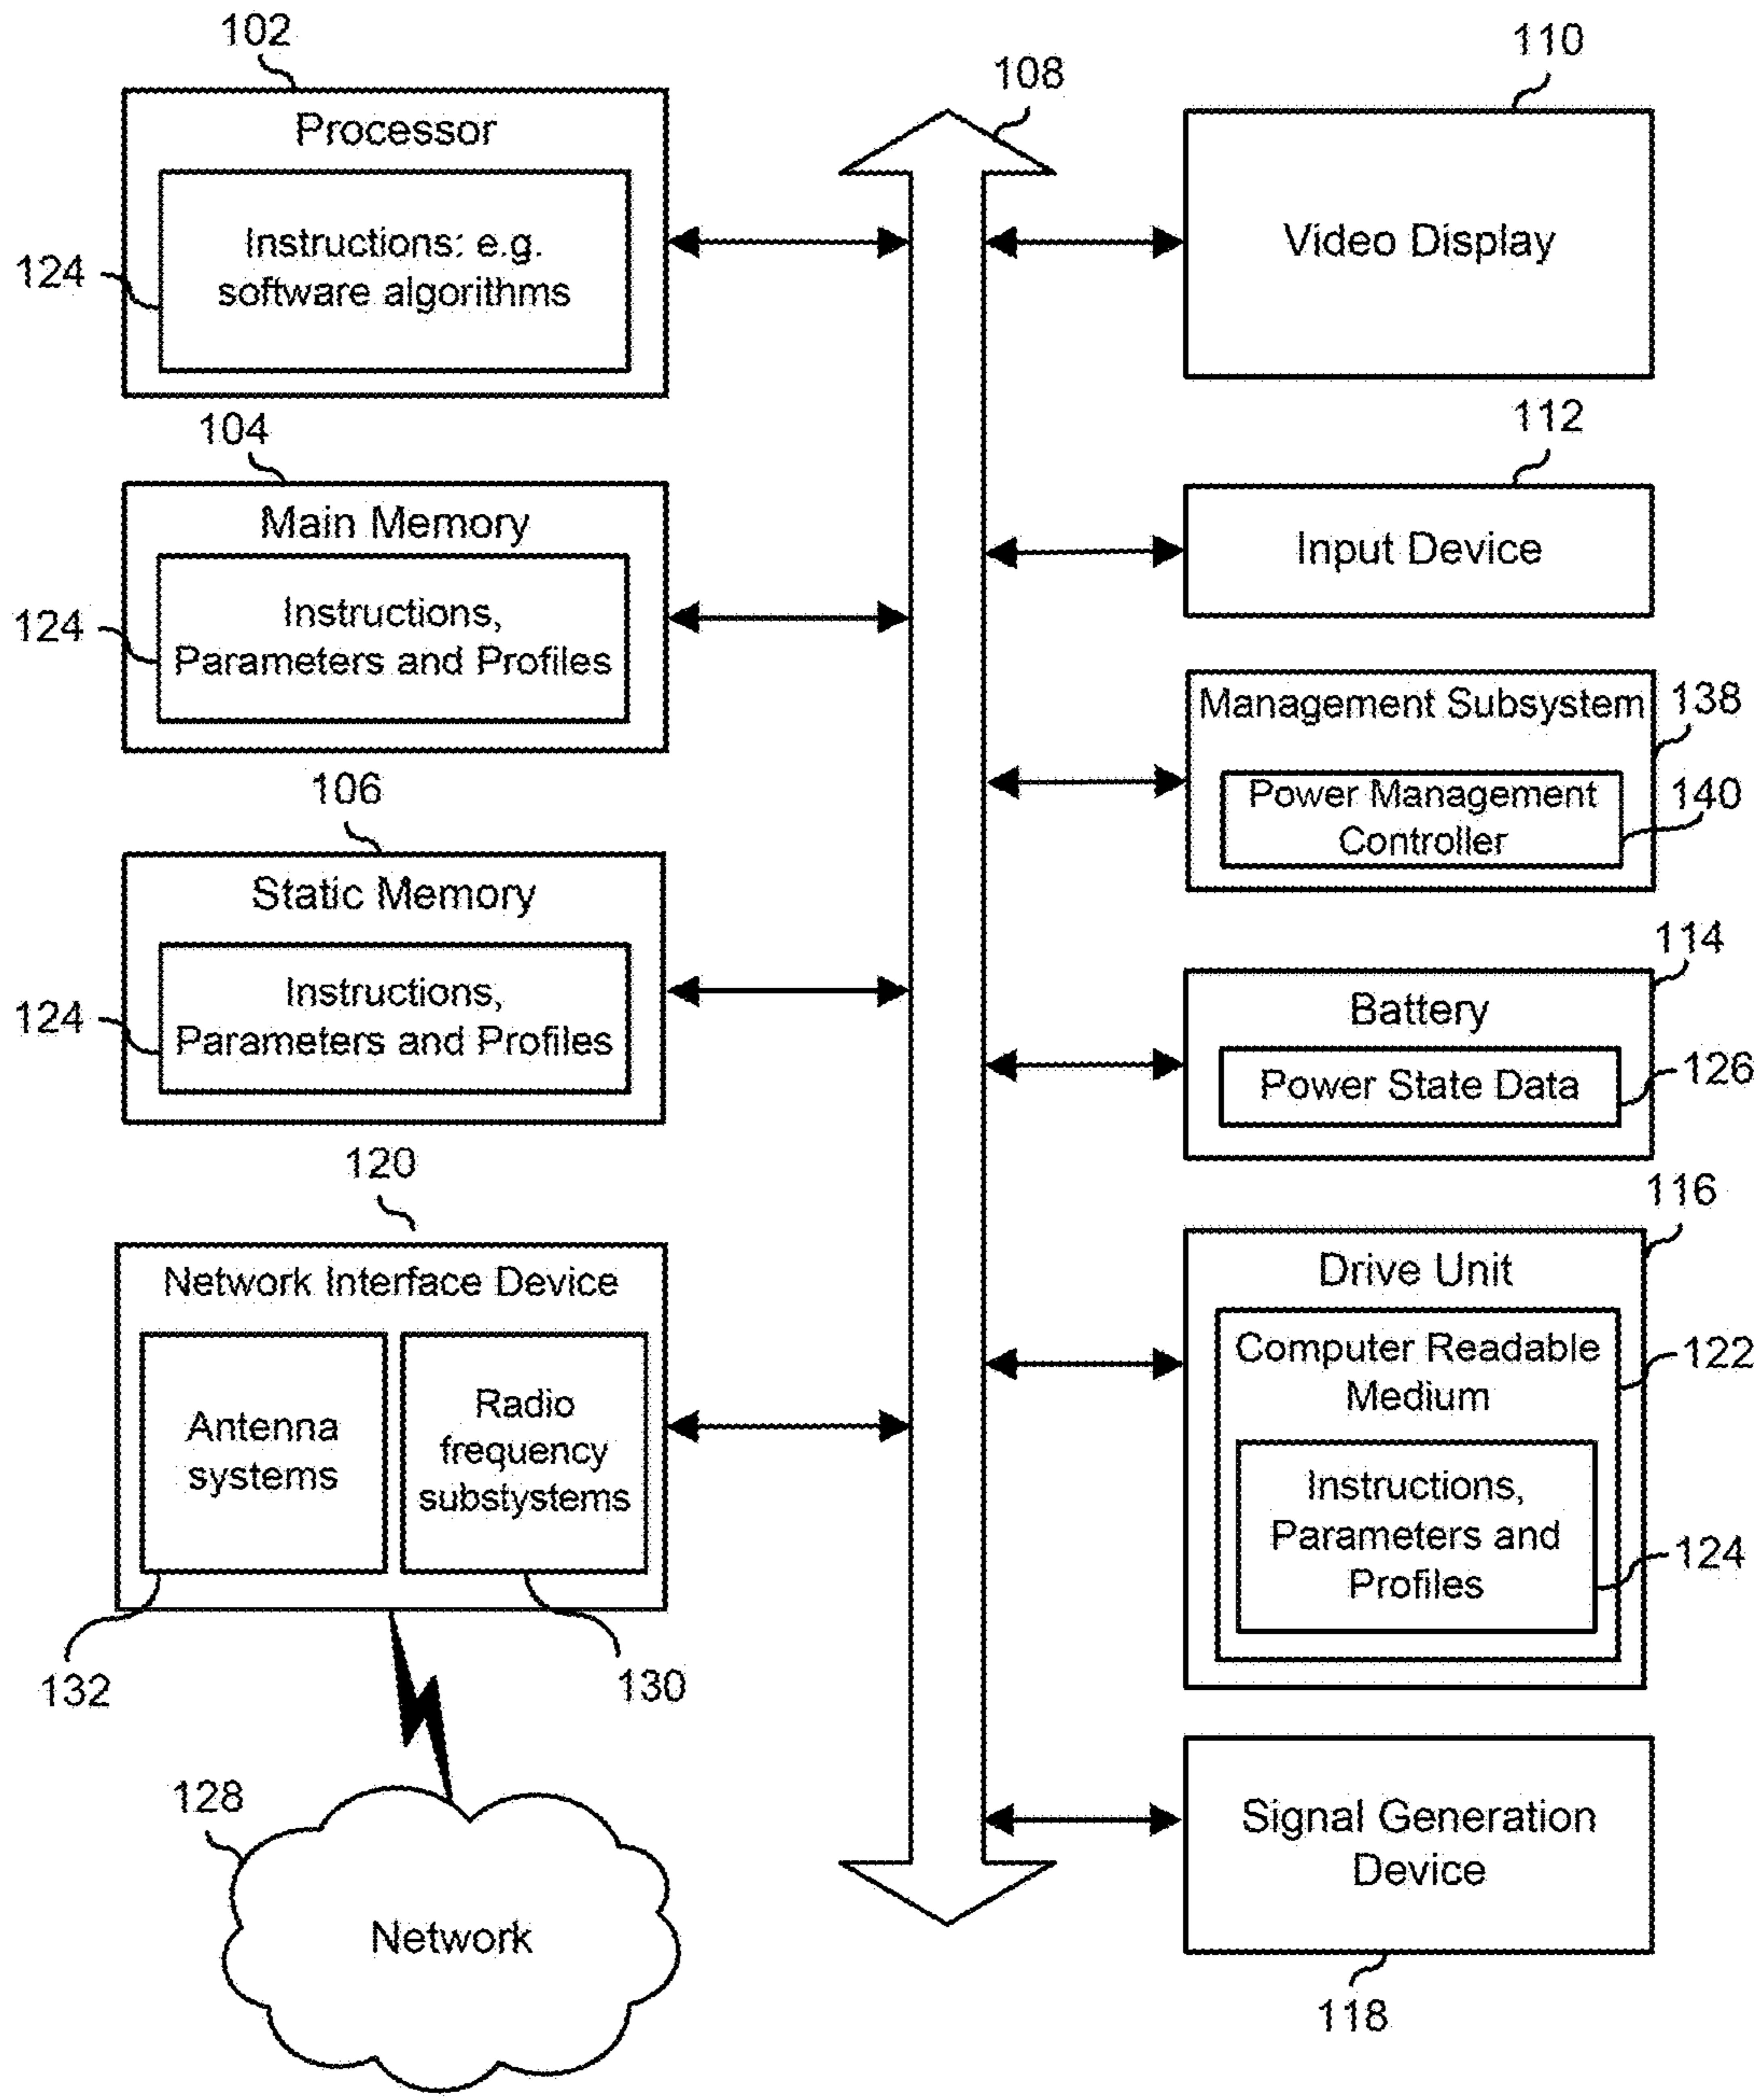 102
Processor
Instructions: e.g.
software algorithms
124
104
Main Memory
Instructions,
Parameters and Profiles
124
106
Static Memory
Instructions,
Parameters and Profiles
124
120
Network Interface Device
Antenna
systems
Radio
frequency
substystems
132
130
128
Network
108
110
Video Display
112
Input Device
Management Subsystem
138
Power Management
Controller
140
114
Battery
Power State Data
126
116
Drive Unit
Computer Readable
Medium
122
Instructions,
Parameters and
Profiles
124
Signal Generation
Device
118